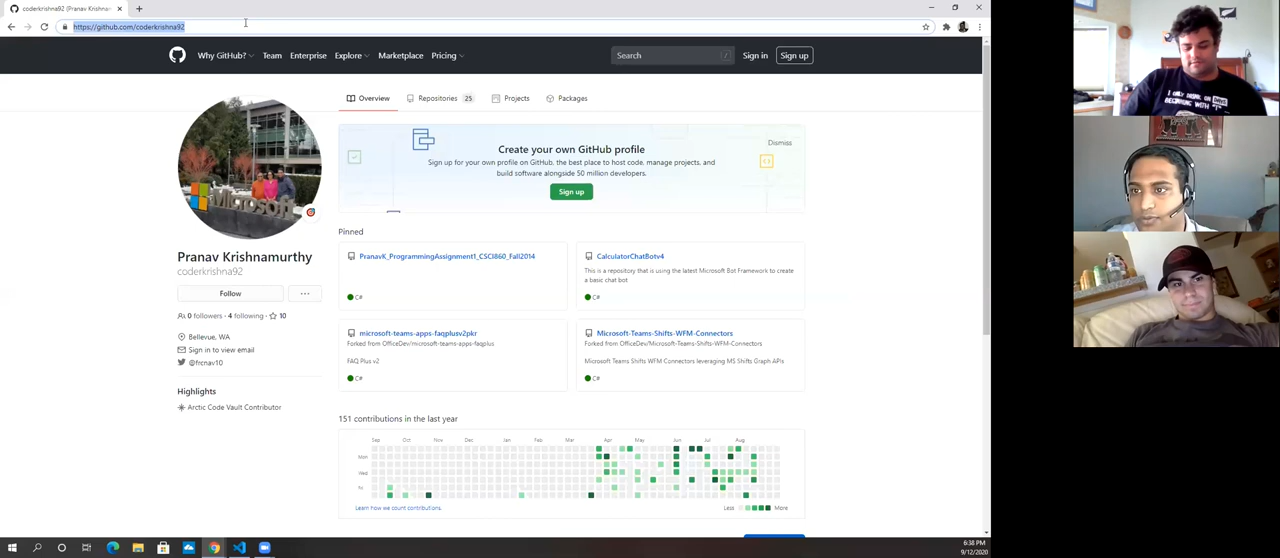 coderkrishna92 (Pranav Krishnam
https://github.com/coderkrishna92
Why GitHub?
Team
Enterprise
Explore
Marketplace
Pricing
Search
Sign in
Sign up
Overview
Repositories 25
Projects
Packages
Create your own GitHub profile
Dismiss
Sign up for your own profile on GitHub, the best place to host code, manage projects, and
build software alongside 50 million developers.
Sign up
Microsoft
Pranav Krishnamurthy
coderkrishna92
Follow
...
0 followers · 4 following · 10
Bellevue, WA
Sign in to view email
@frcnav10
Highlights
Arctic Code Vault Contributor
Pinned
PranavK_ProgrammingAssignment1_CSCI860_Fall2014
C#
CalculatorChatBotv4
This is a repository that is using the latest Microsoft Bot Framework to create
a basic chat bot
C#
microsoft-teams-apps-faqplusv2pkr
Forked from OfficeDev/microsoft-teams-apps-faqplus
FAQ Plus v2
C#
Microsoft-Teams-Shifts-WFM-Connectors
Forked from OfficeDev/Microsoft-Teams-Shifts-WFM-Connectors
Microsoft Teams Shifts WFM Connectors leveraging MS Shifts Graph APIs
C#
151 contributions in the last year
Sep Oct Nov Dec Jan Feb Mar Apr May Jun Jul Aug
Mon
Wed
Fri
Learn how we count contributions.
Less
More
6:38 PM
9/12/2020
I ONLY DRINK ON DAYS
BEGINNING WITH "T"